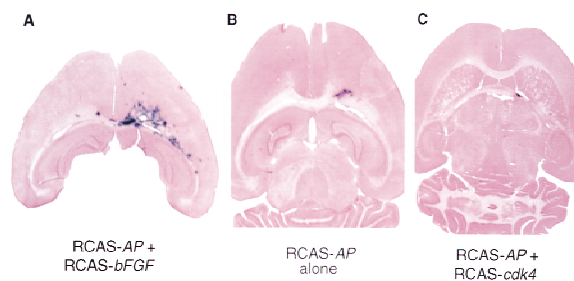 A
B
C
RCAS-AP +
RCAS-bFGF
RCAS-AP
alone
RCAS-AP +
RCAS-cdk4